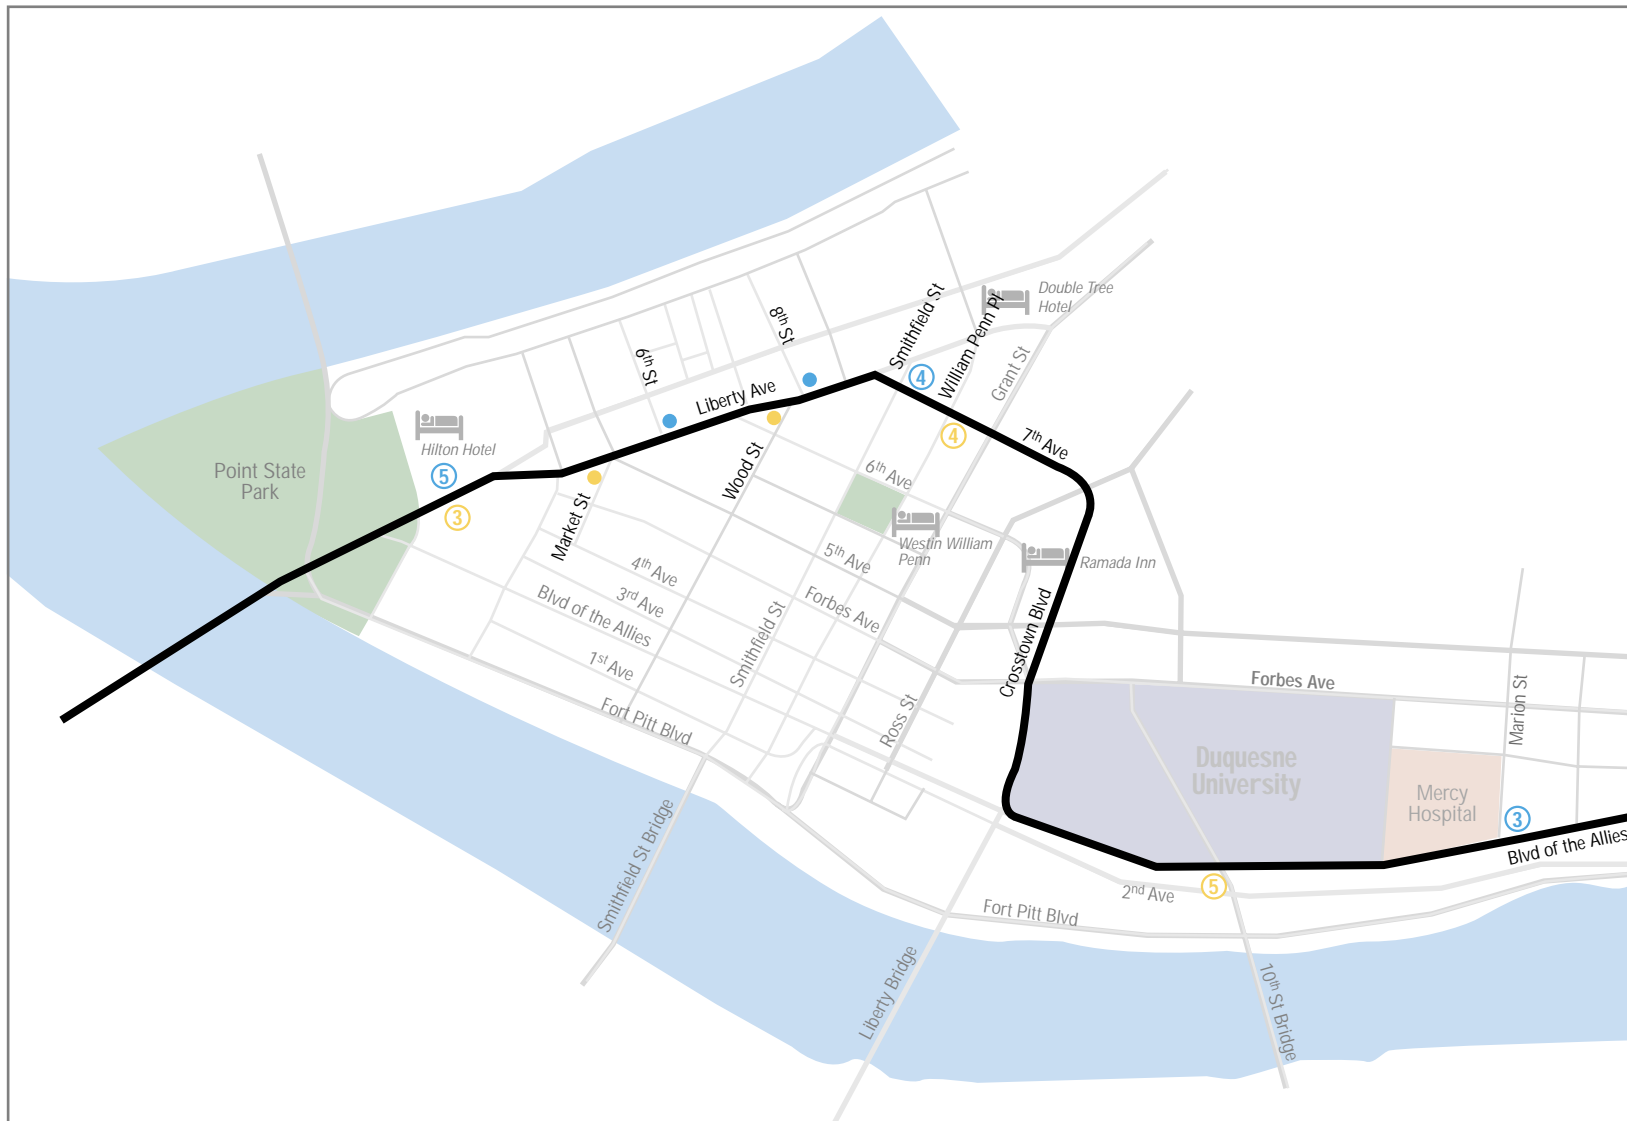 Double Tree
Hotel
Smithfield St
William Penn Pl
8th St
Grant St
6th St
4
Liberty Ave
Hilton Hotel
4
7th Ave
Point State
Park
5
6th Ave
Wood St
3
Market St
Westin William
Penn
5th Ave
Ramada Inn
4th Ave
3rd Ave
Forbes Ave
Blvd of the Allies
Smithfield St
Crosstown Blvd
1st Ave
Forbes Ave
Marion St
Fort Pitt Blvd
Ross St
Duquesne
University
Mercy
Hospital
3
Blvd of the Allies
Smithfield St Bridge
5
2nd Ave
Fort Pitt Blvd
Liberty Bridge
10th St Bridge